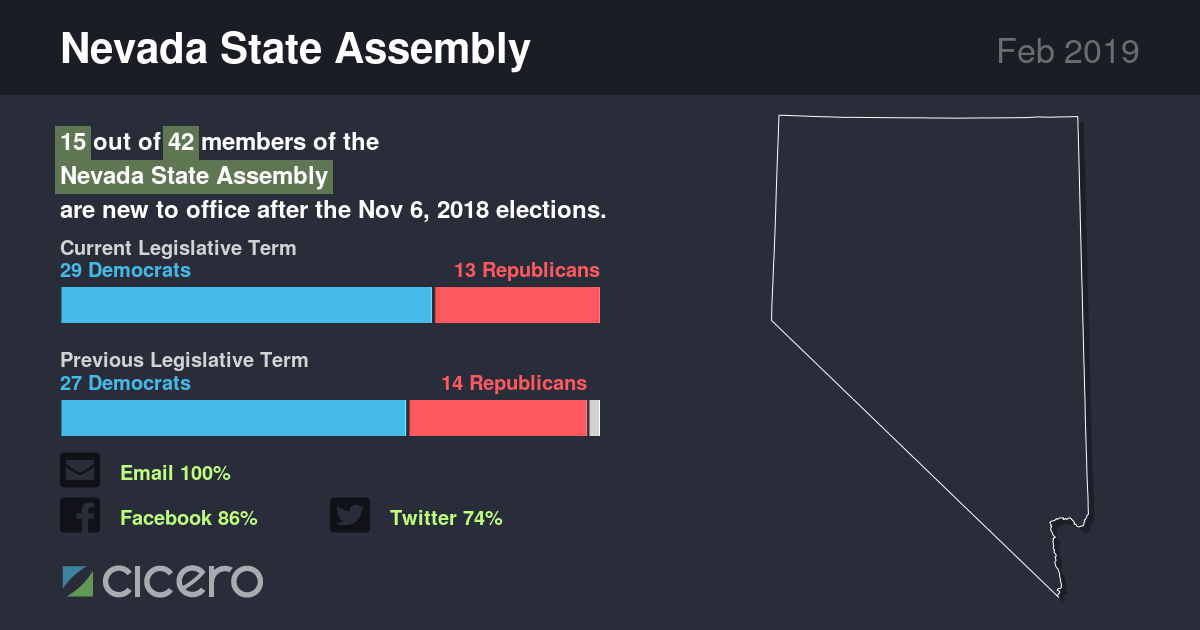 Nevada State Assembly
Feb 2019
15 out of 42 members of the
Nevada State Assembly
are new to office after the Nov 6, 2018 elections.
Current Legislative Term
29 Democrats
13 Republicans
Previous Legislative Term
27 Democrats
14 Republicans
Email 100%
Facebook 86%
Twitter 74%
cicero